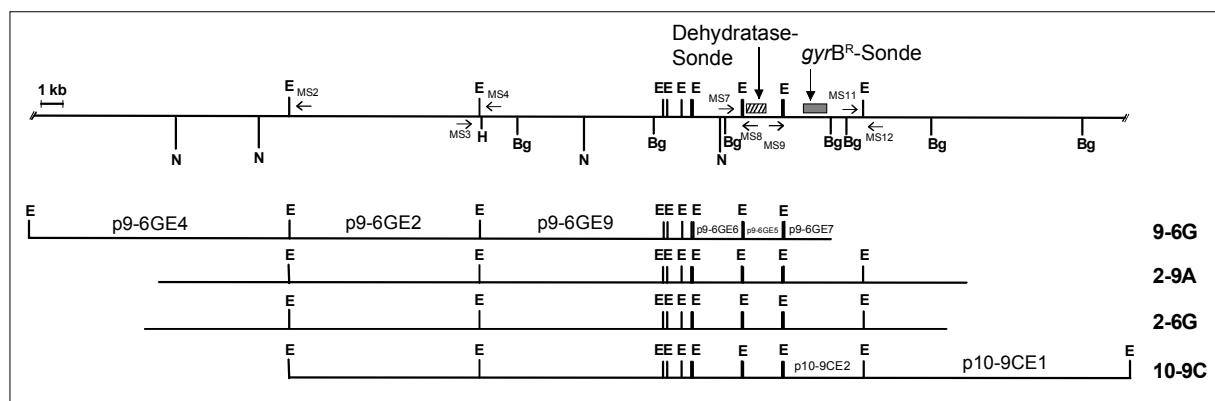 Dehydratase-
Sonde
gyrB^R-Sonde
1 kb
E MS2 E MS4 EE E E MS7 E E MS11 E
MS3 H Bg Bg Bg MS8 MS9 Bg Bg MS12 Bg Bg
N N N N
E E E EE E E E E
p9-6GE4 p9-6GE2 p9-6GE9 p9-6GE6 p9-6GE5 p9-6GE7
9-6G
E E EE E E E E E
2-9A
E E EE E E E E E
2-6G
E E EE E E E E E E
p10-9CE2 p10-9CE1
10-9C